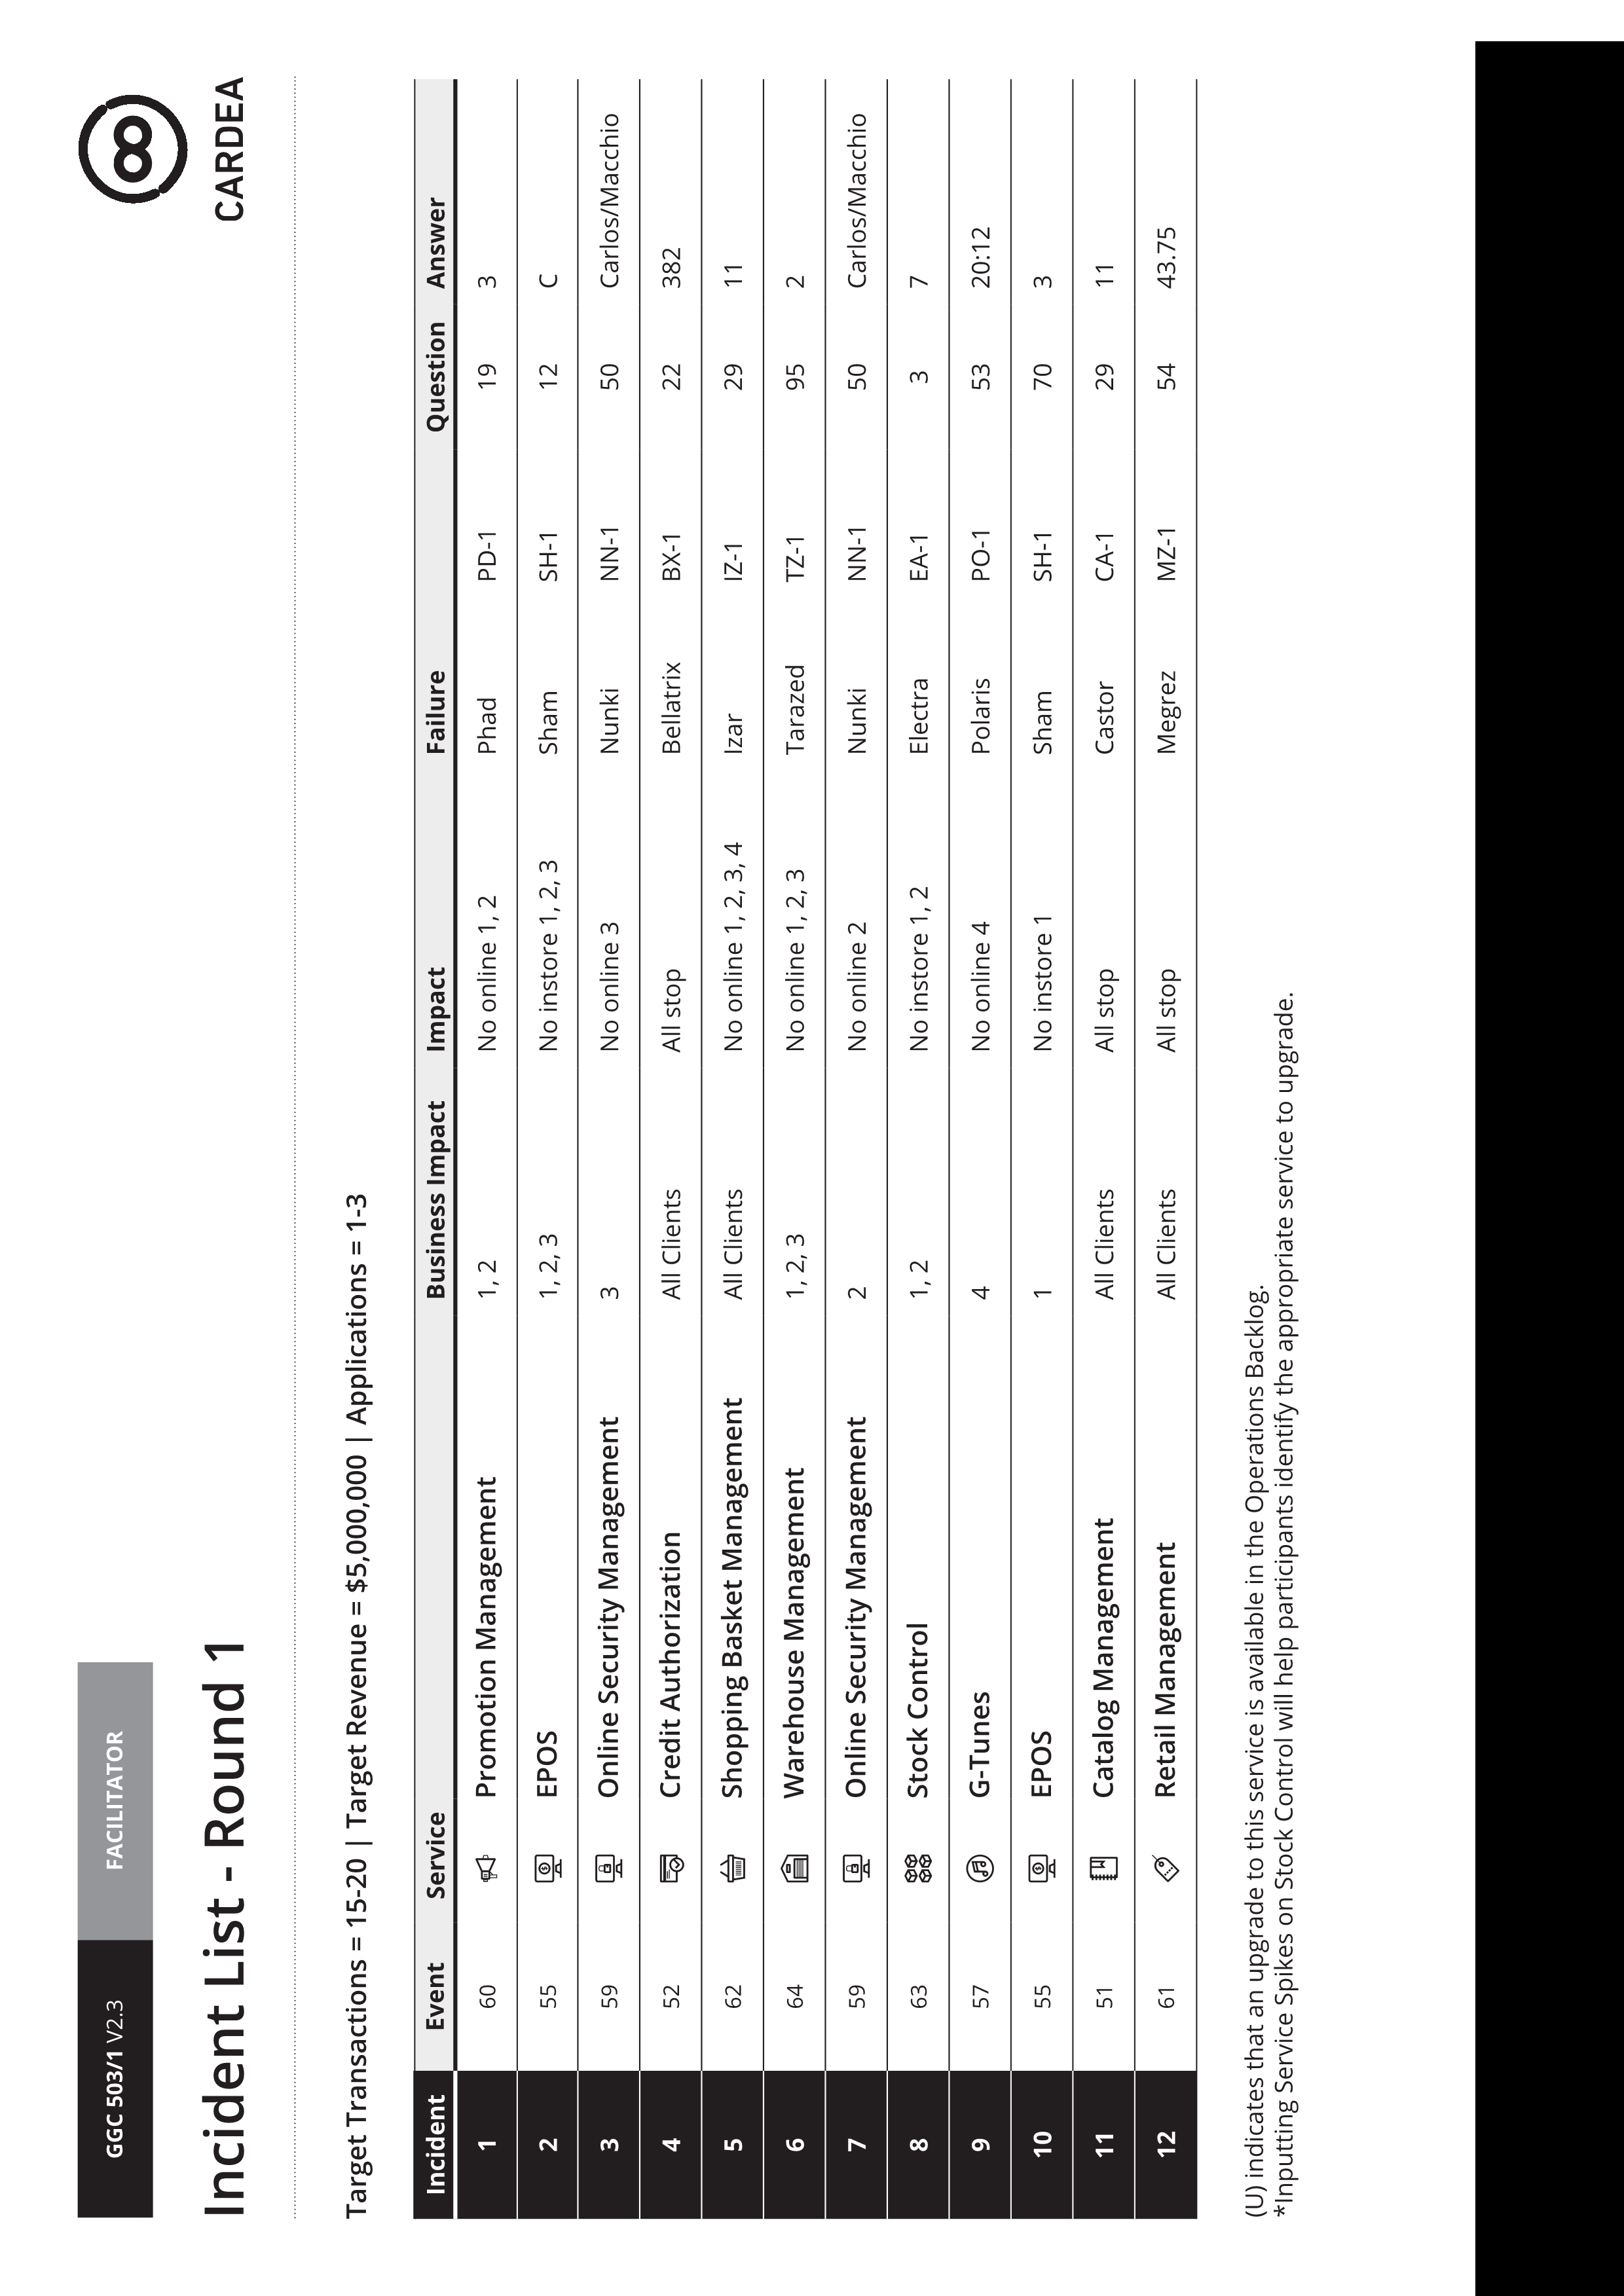 GGC 503/1 V2.3 FACILITATOR
CARDEA
Incident List - Round 1
Target Transactions = 15-20 | Target Revenue = $5,000,000 | Applications = 1-3
Incident Event Service Business Impact Impact Failure Question Answer
1 60 Promotion Management 1, 2 No online 1, 2 Phad PD-1 19 3
2 55 EPOS 1, 2, 3 No instore 1, 2, 3 Sham SH-1 12 C
3 59 Online Security Management 3 No online 3 Nunki NN-1 50 Carlos/Macchio
4 52 Credit Authorization All Clients All stop Bellatrix BX-1 22 382
5 62 Shopping Basket Management All Clients No online 1, 2, 3, 4 Izar IZ-1 29 11
6 64 Warehouse Management 1, 2, 3 No online 1, 2, 3 Tarazed TZ-1 95 2
7 59 Online Security Management 2 No online 2 Nunki NN-1 50 Carlos/Macchio
8 63 Stock Control 1, 2 No instore 1, 2 Electra EA-1 3 7
9 57 G-Tunes 4 No online 4 Polaris PO-1 53 20:12
10 55 EPOS 1 No instore 1 Sham SH-1 70 3
11 51 Catalog Management All Clients All stop Castor CA-1 29 11
12 61 Retail Management All Clients All stop Megrez MZ-1 54 43.75
(U) indicates that an upgrade to this service is available in the Operations Backlog.
*Inputting Service Spikes on Stock Control will help participants identify the appropriate service to upgrade.